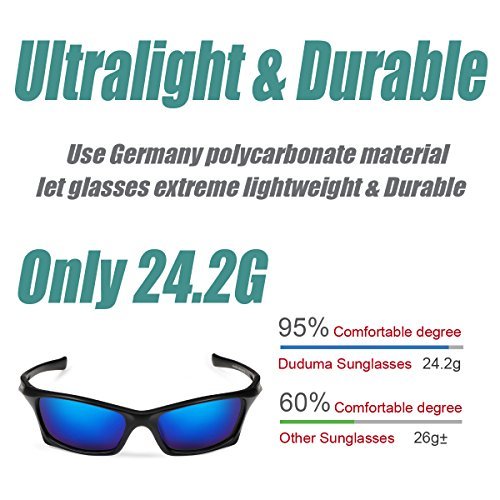 Ultralight & Durable
Use Germany polycarbonate material
let glasses extreme lightweight & Durable
Only 24.2G
95% Comfortable degree
Duduma Sunglasses 24.2g
60% Comfortable degree
Other Sunglasses 26g±